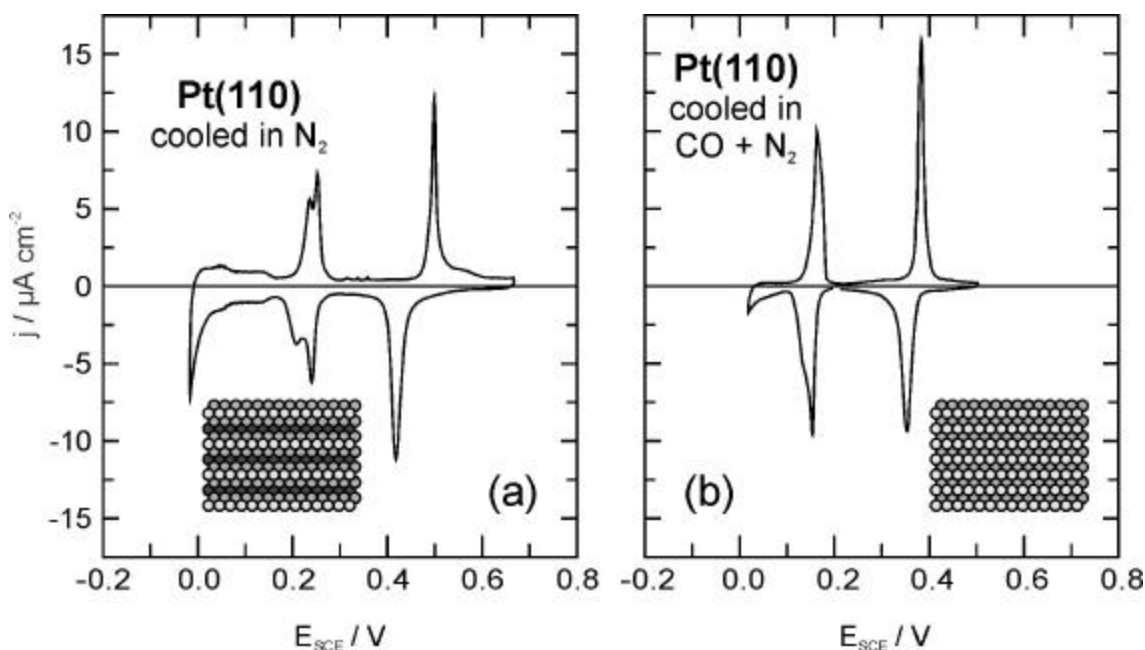 Pt(110)
cooled in N₂
Pt(110)
cooled in
CO + N₂
j / µA cm⁻²
15
10
5
0
-5
-10
-15
(a)
(b)
-0.2 0.0 0.2 0.4 0.6 0.8
-0.2 0.0 0.2 0.4 0.6 0.8
E_SCE / V
E_SCE / V